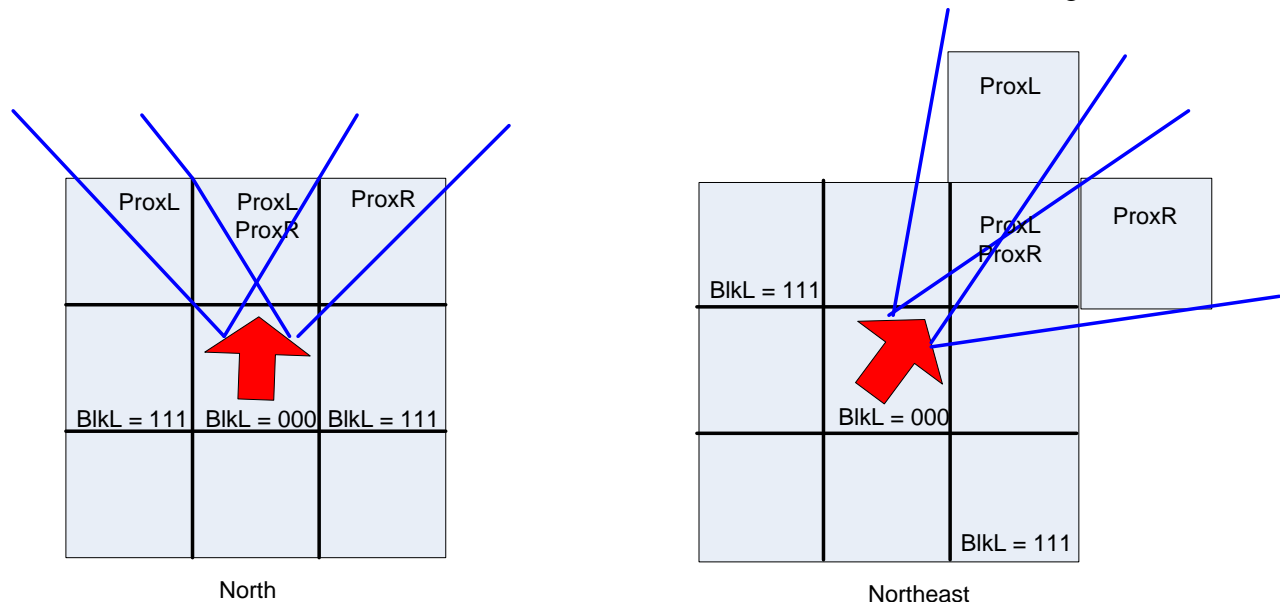 ProxL
ProxL
ProxR
ProxR
BlkL = 111
BlkL = 000
BlkL = 111
North
ProxL
ProxL
ProxR
ProxR
BlkL = 111
BlkL = 000
BlkL = 111
Northeast